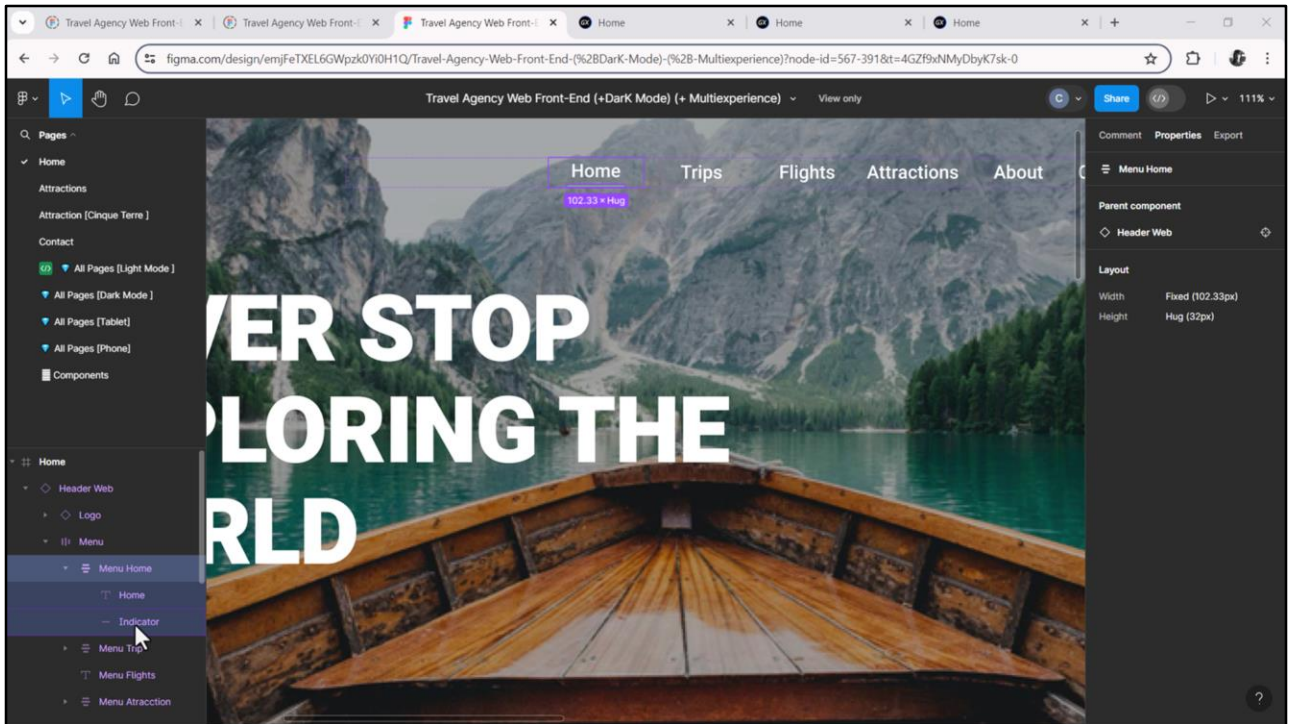 Travel Agency Web Front-E
Travel Agency Web Front-E
Travel Agency Web Front-E
Home
Home
Home
figma.com/design/emjFeTXEL6GWpzk0Yi0H1Q/Travel-Agency-Web-Front-End-(%2BDarK-Mode)-(%2B-Multiexperience)?node-id=567-391&t=4GZf9xNMyDbyK7sk-0
Travel Agency Web Front-End (+DarK Mode) (+ Multiexperience)
View only
C
Share
111%
Pages
Home
Attractions
Attraction [Cinque Terre ]
Contact
All Pages [Light Mode ]
All Pages [Dark Mode ]
All Pages [Tablet]
All Pages [Phone]
Components
Home
Header Web
Logo
Menu
Menu Home
Home
Indicator
Menu Trip
Menu Flights
Menu Atracction
Home Trips Flights Attractions About
102.33 × Hug
VER STOP
PLORING THE
RLD
Comment Properties Export
Menu Home
Parent component
Header Web
Layout
Width Fixed (102.33px)
Height Hug (32px)
?